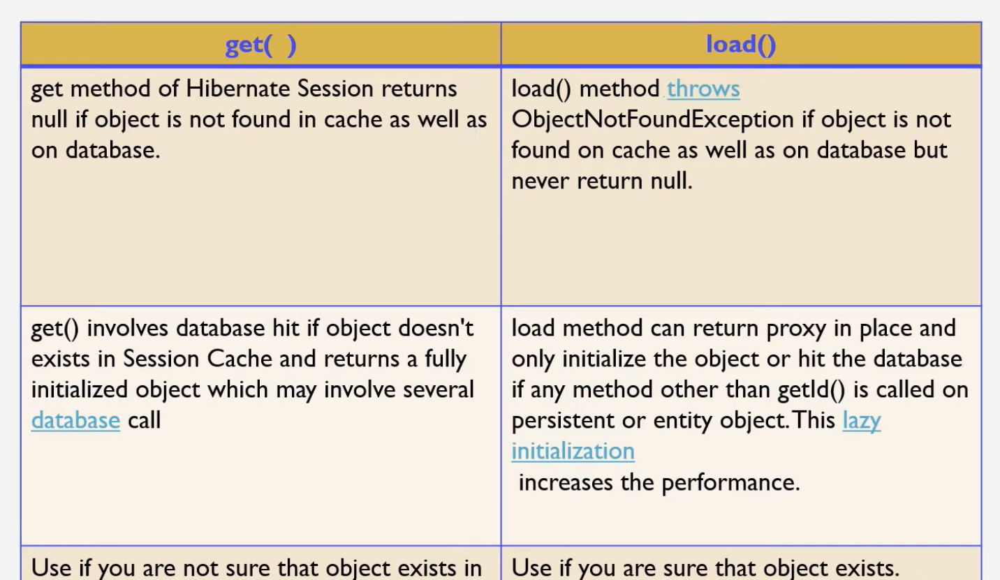 get(  )
load()
get method of Hibernate Session returns
null if object is not found in cache as well as
on database.
load() method throws
ObjectNotFoundException if object is not
found on cache as well as on database but
never return null.
get() involves database hit if object doesn't
exists in Session Cache and returns a fully
initialized object which may involve several
database call
load method can return proxy in place and
only initialize the object or hit the database
if any method other than getId() is called on
persistent or entity object. This lazy
initialization
increases the performance.
Use if you are not sure that object exists in
Use if you are sure that object exists.